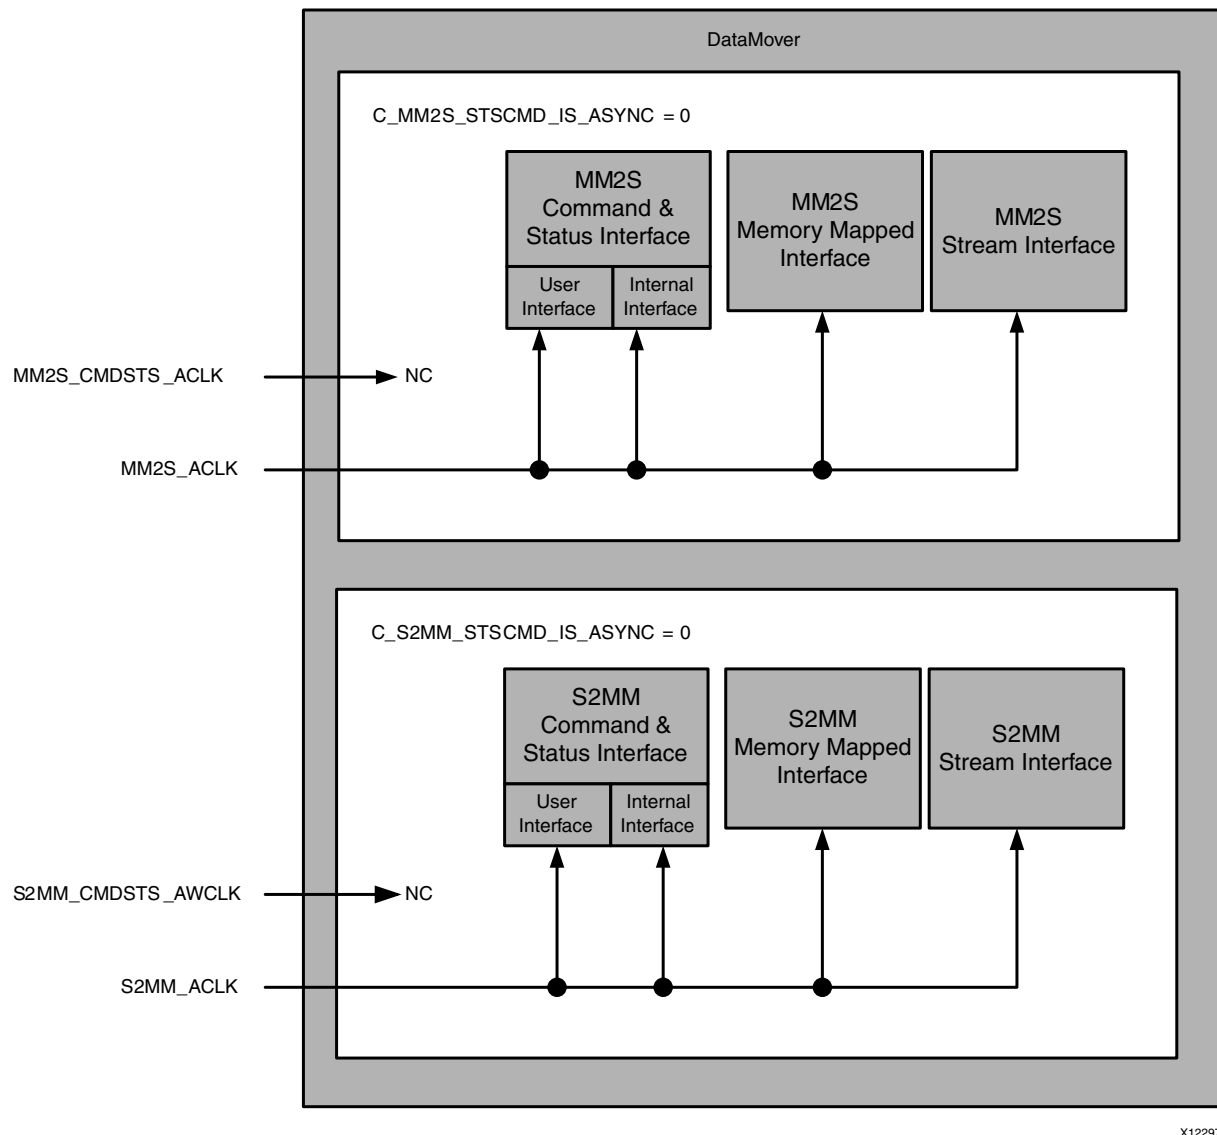 DataMover
C_MM2S_STSCMD_IS_ASYNC = 0
MM2S
Command &
Status Interface
User
Interface
Internal
Interface
MM2S
Memory Mapped
Interface
MM2S
Stream Interface
MM2S_CMDSTS_ACLK
NC
MM2S_ACLK
C_S2MM_STSCMD_IS_ASYNC = 0
S2MM
Command &
Status Interface
User
Interface
Internal
Interface
S2MM
Memory Mapped
Interface
S2MM
Stream Interface
S2MM_CMDSTS_AWCLK
NC
S2MM_ACLK
X12297